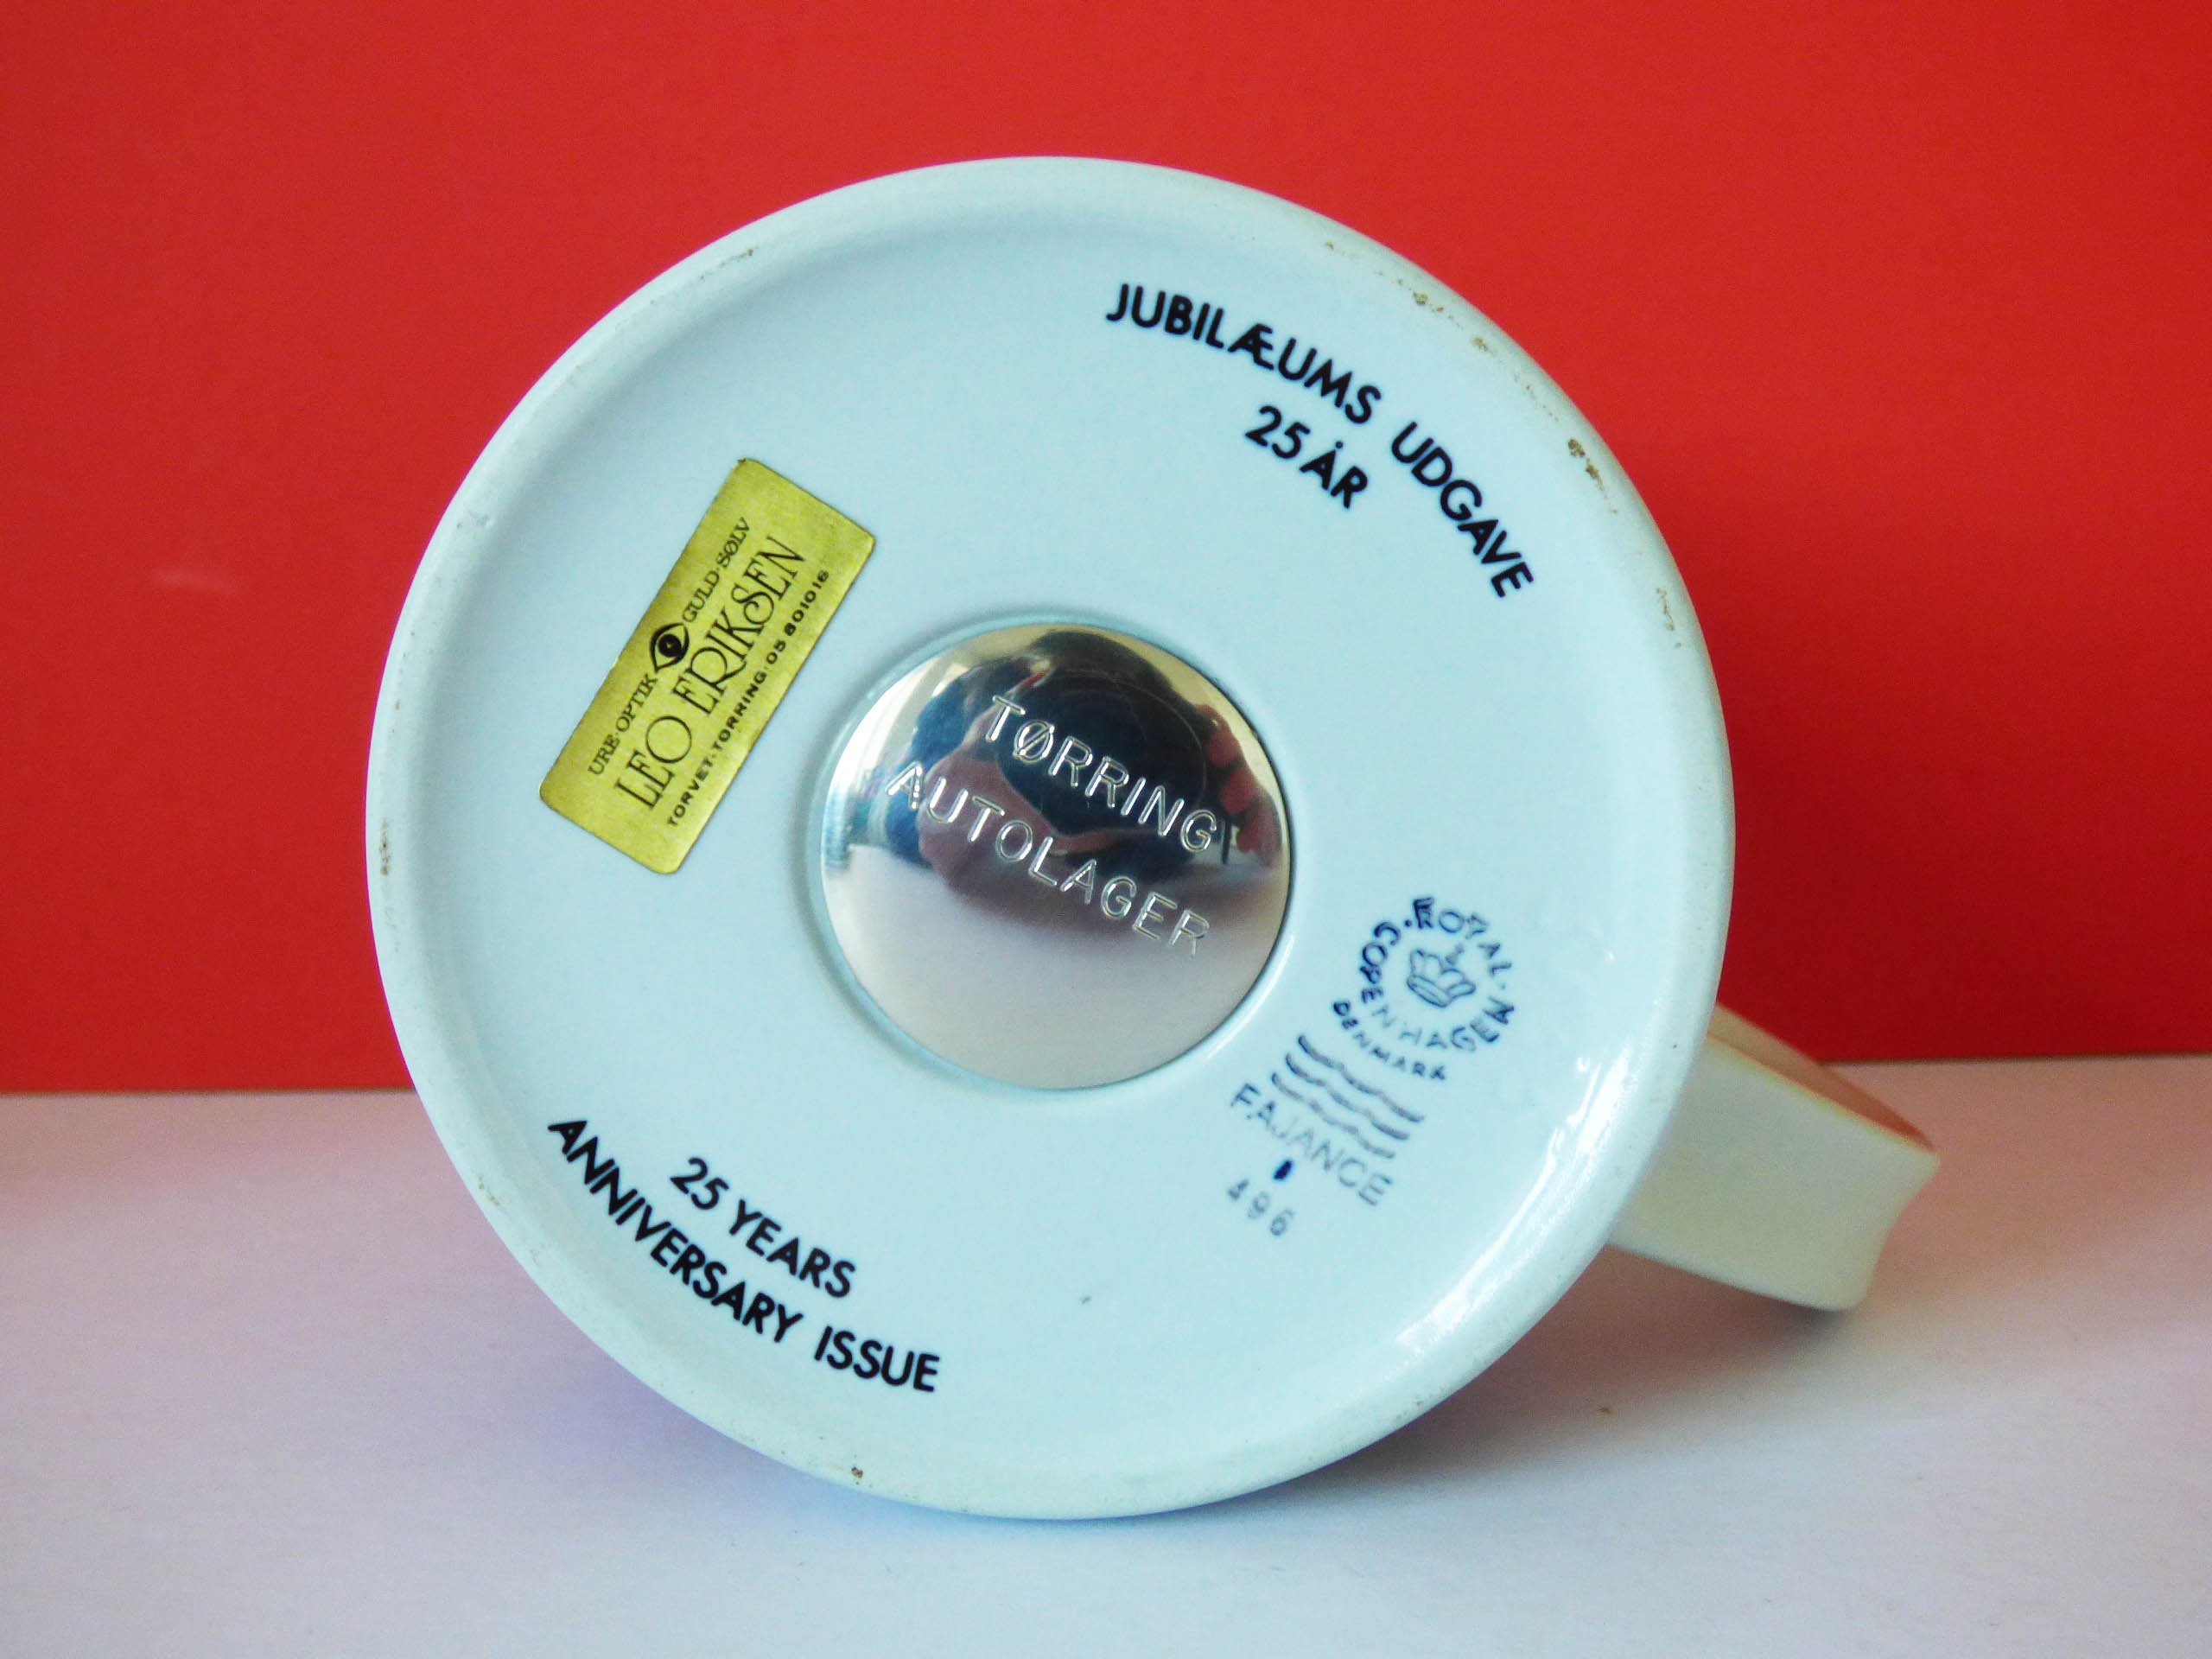 JUBILÆUMS UDGAVE
25 ÅR
URE·OPTIK GULD·SØLV
LEO ERIKSEN
TORVET·TØRRING·05 801016
TØRRING
AUTOLAGER
ROYAL·COPENHAGEN·
DENMARK
FAJANCE
496
25 YEARS
ANNIVERSARY ISSUE